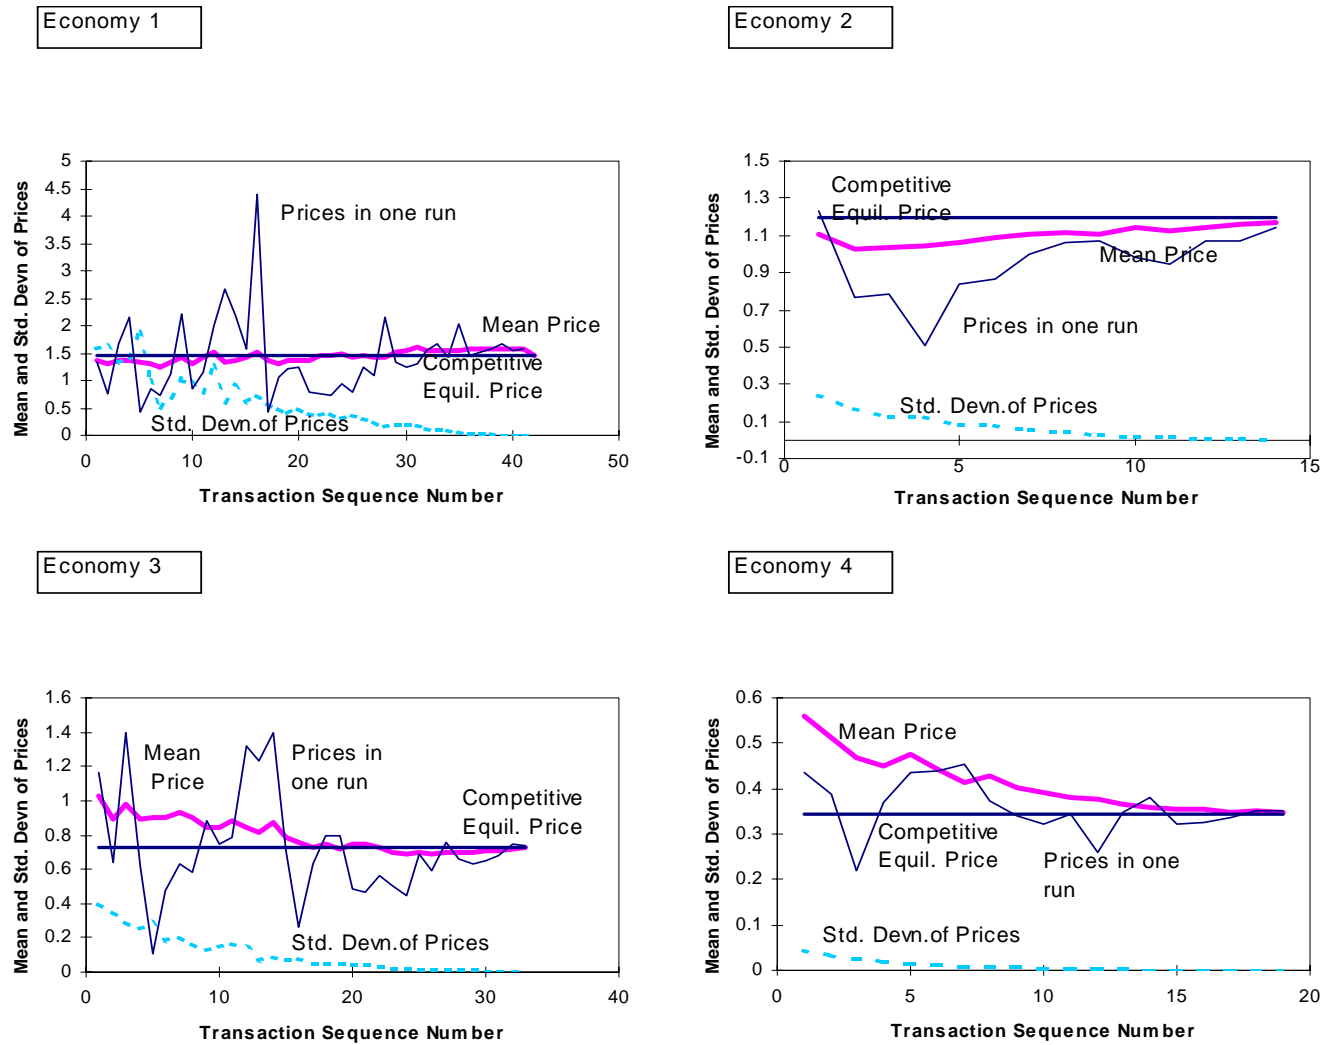 Economy 1
Mean and Std. Devn of Prices
5
4.5
4
3.5
3
2.5
2
1.5
1
0.5
0
Prices in one run
Mean Price
Competitive
Equil. Price
Std. Devn.of Prices
0
10
20
30
40
50
Transaction Sequence Number
Economy 2
Mean and Std. Devn of Prices
1.5
1.3
1.1
0.9
0.7
0.5
0.3
0.1
-0.1
Competitive
Equil. Price
Mean Price
Prices in one run
Std. Devn.of Prices
0
5
10
15
Transaction Sequence Number
Economy 3
Mean and Std. Devn of Prices
1.6
1.4
1.2
1
0.8
0.6
0.4
0.2
0
Mean
Price
Prices in
one run
Competitive
Equil. Price
Std. Devn.of Prices
0
10
20
30
40
Transaction Sequence Number
Economy 4
Mean and Std. Devn of Prices
0.6
0.5
0.4
0.3
0.2
0.1
0
Mean Price
Competitive
Equil. Price
Prices in one
run
Std. Devn.of Prices
0
5
10
15
20
Transaction Sequence Number